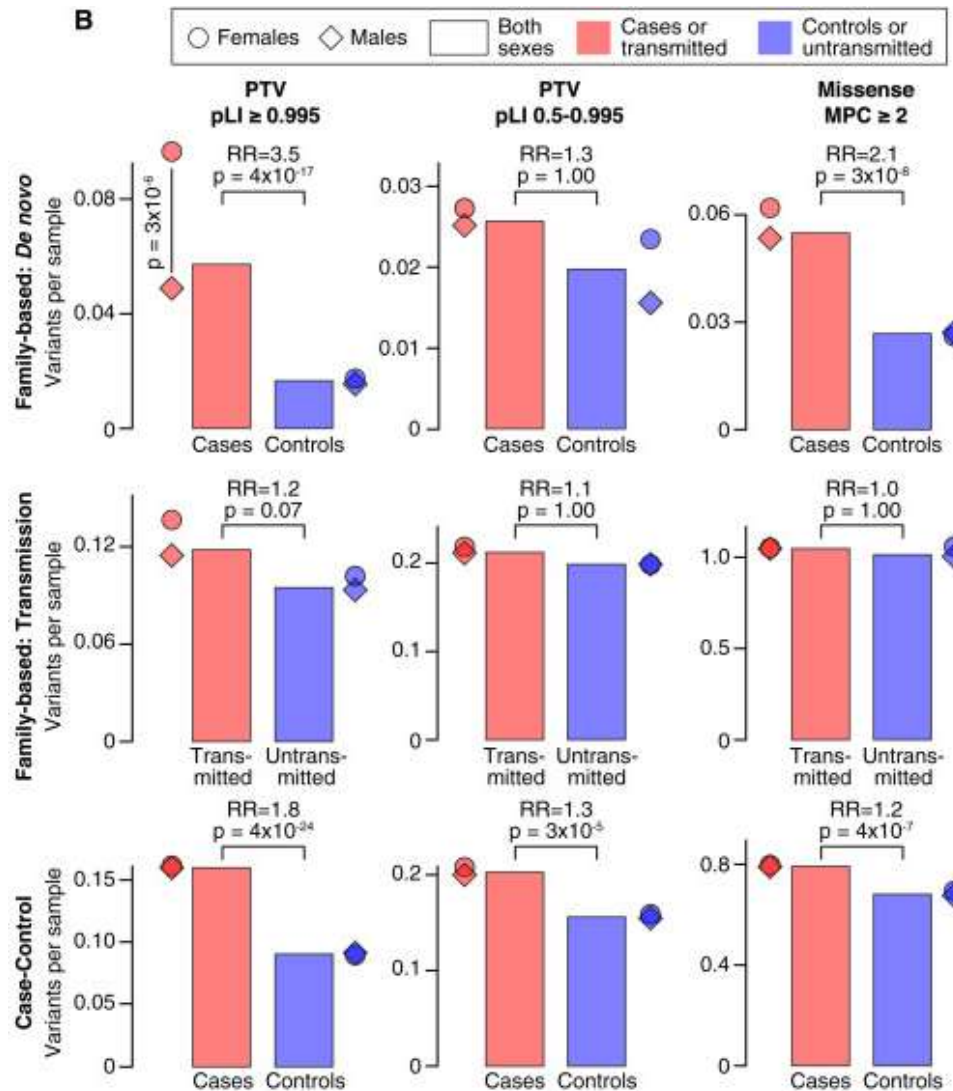 B
Females
Males
Both
sexes
Cases or
transmitted
Controls or
untransmitted
PTV
pLI ≥ 0.995
PTV
pLI 0.5-0.995
Missense
MPC ≥ 2
Family-based: De novo
Variants per sample
0.08
0.04
0
p = 3x10⁻⁶
RR=3.5
p = 4x10⁻¹⁷
Cases
Controls
0.03
0.02
0.01
0
RR=1.3
p = 1.00
Cases
Controls
0.06
0.03
0
RR=2.1
p = 3x10⁻⁸
Cases
Controls
Family-based: Transmission
Variants per sample
0.12
0.06
0
RR=1.2
p = 0.07
Trans-
mitted
Untrans-
mitted
0.2
0.1
0
RR=1.1
p = 1.00
Trans-
mitted
Untrans-
mitted
1.0
0.5
0
RR=1.0
p = 1.00
Trans-
mitted
Untrans-
mitted
Case-Control
Variants per sample
0.15
0.10
0.05
0
RR=1.8
p = 4x10⁻²⁴
Cases
Controls
0.2
0.1
0
RR=1.3
p = 3x10⁻⁵
Cases
Controls
0.8
0.4
0
RR=1.2
p = 4x10⁻⁷
Cases
Controls